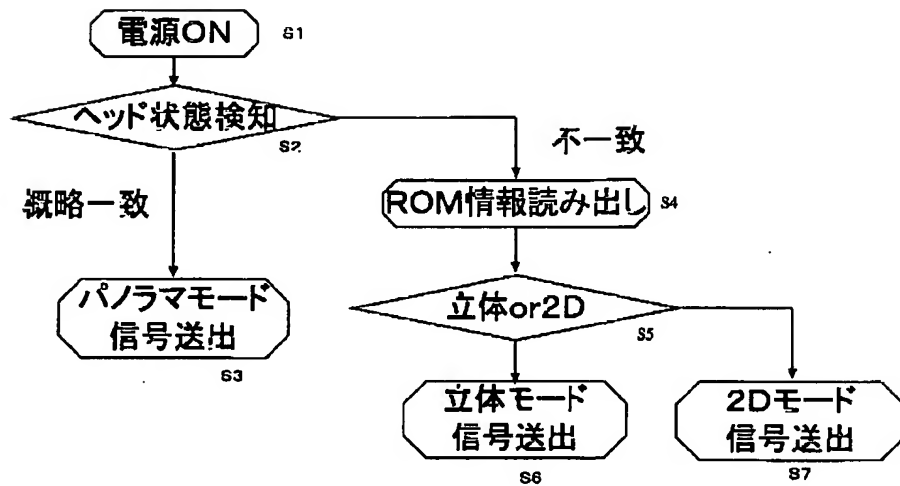 電源ON
S1
ヘッド状態検知
S2
不一致
概略一致
ROM情報読み出し
S4
パノラマモード
信号送出
S3
立体or2D
S5
立体モード
信号送出
S6
2Dモード
信号送出
S7